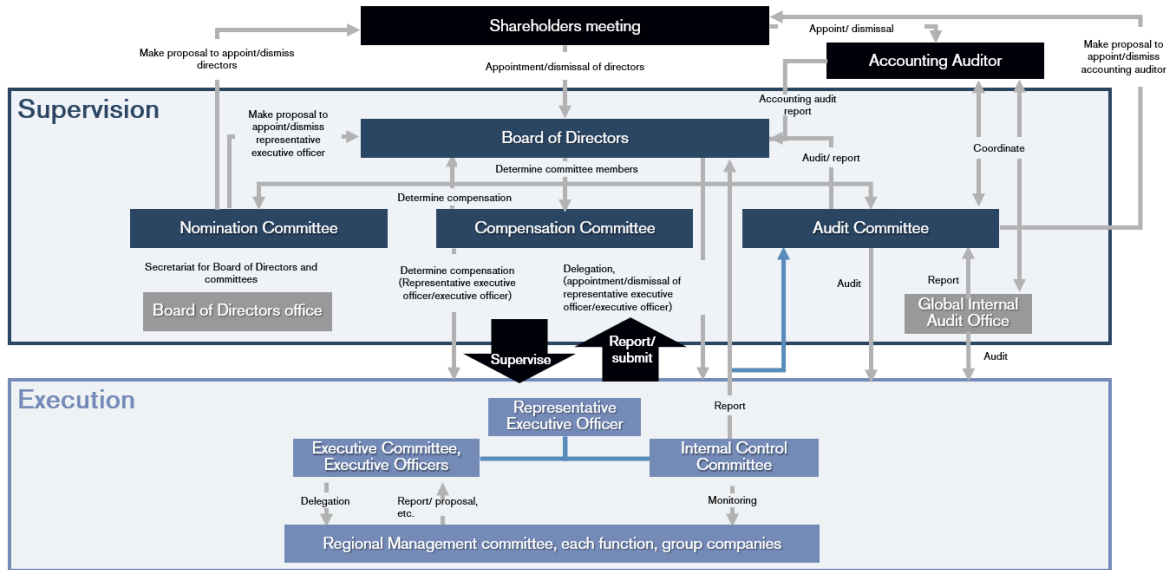 Shareholders meeting
Appoint/ dismissal
Make proposal to appoint/dismiss
directors
Appointment/dismissal of directors
Accounting Auditor
Make proposal to
appoint/dismiss
accounting auditor
Supervision
Make proposal to
appoint/dismiss
representative
executive officer
Accounting audit
report
Board of Directors
Audit/ report
Coordinate
Determine committee members
Determine compensation
Nomination Committee
Compensation Committee
Audit Committee
Secretariat for Board of Directors and
committees
Board of Directors office
Determine compensation
(Representative executive
officer/executive officer)
Delegation,
(appointment/dismissal of
representative executive
officer/executive officer)
Audit
Report
Global Internal
Audit Office
Supervise
Report/
submit
Audit
Execution
Representative
Executive Officer
Report
Executive Committee,
Executive Officers
Internal Control
Committee
Delegation
Report/ proposal,
etc.
Monitoring
Regional Management committee, each function, group companies